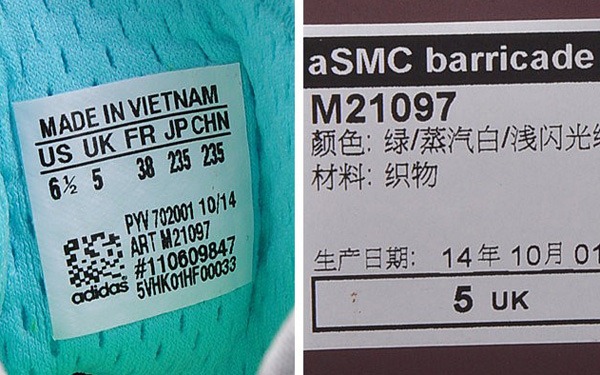 MADE IN VIETNAM
US UK FR JP CHN
6½ 5 38 235 235
PYV 702001 10/14
ART M21097
#110609847
5VHK01HF00033
adidas
aSMC barricade
M21097
颜色: 绿/蒸汽白/浅闪光
材料: 织物
生产日期: 14年 10月 01
5 UK